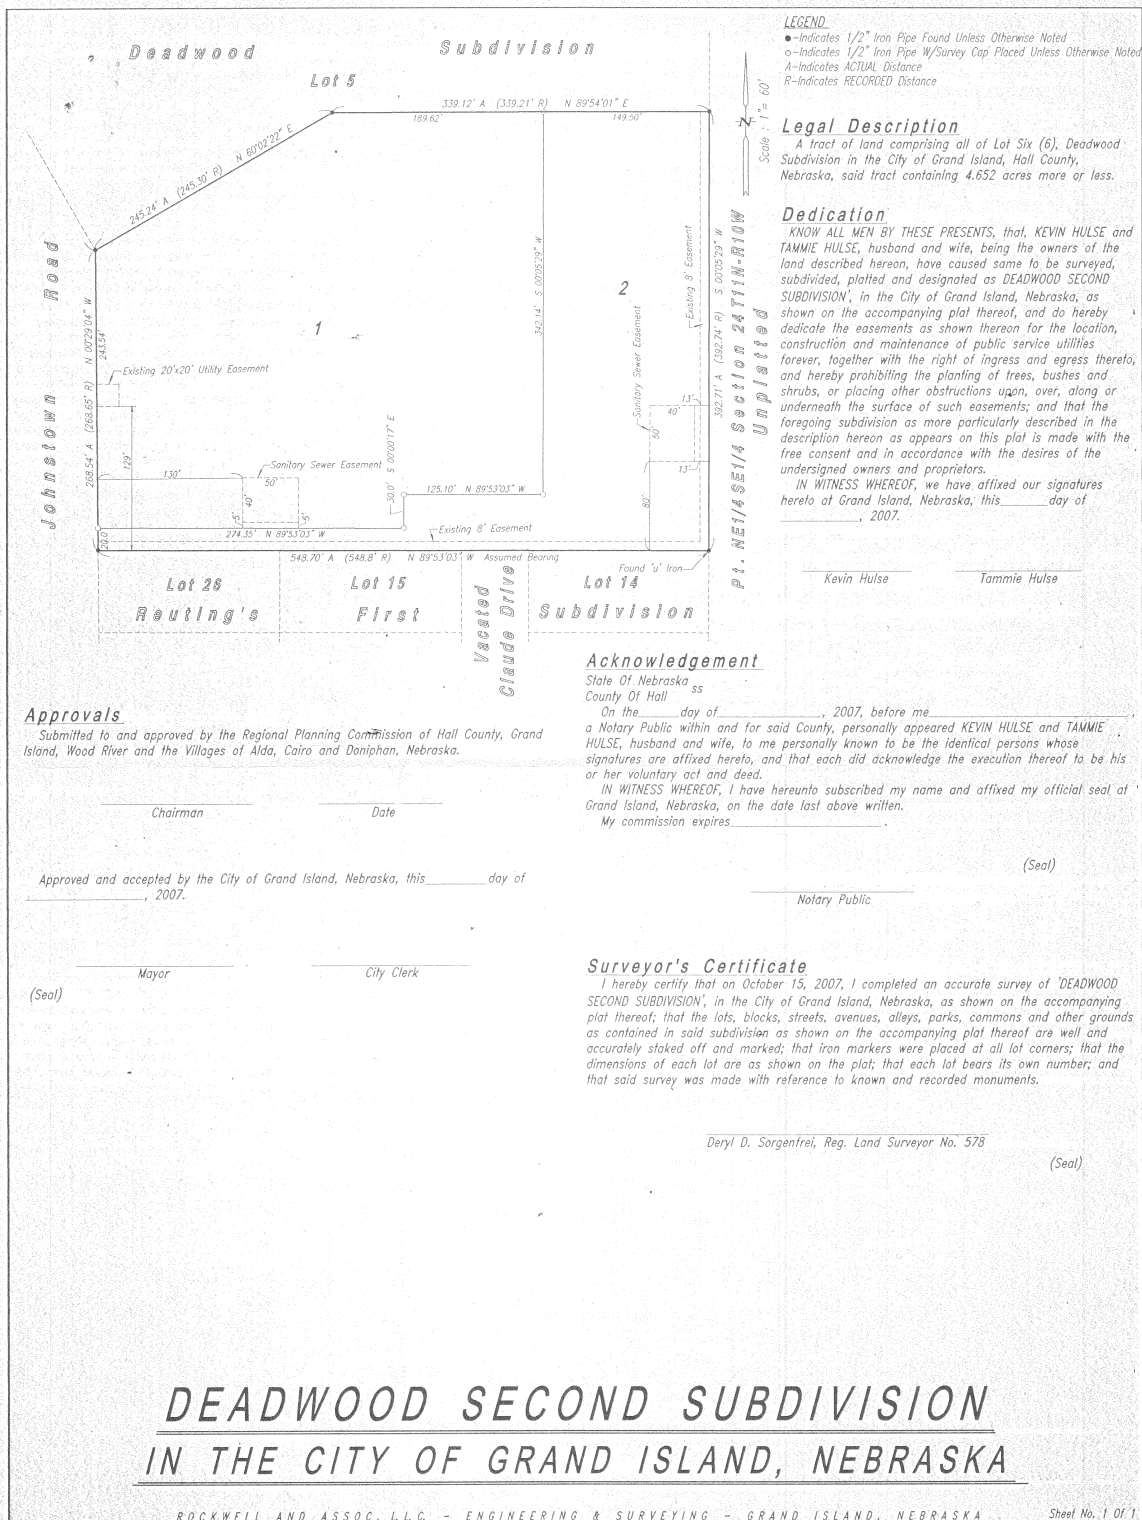 Deadwood
Subdivision
Lot 5
339.12' A (339.21' R) N 89°54'01" E
189.62'
149.50'
245.24' A (245.30' R) N 60°02'22" E
Johnstown Road
268.54' A (268.65' R) N 00°29'04" W
243.54'
1
2
342.14' S 00°05'29" W
Existing 8' Easement
392.71' A (392.74' R) S 00°05'29" W
Pt. NE1/4SE1/4 Section 24 T11N-R10W
Unplatted
Existing 20'x20' Utility Easement
Sanitary Sewer Easement
13'
40'
50'
13'
80'
129'
130'
Sanitary Sewer Easement
50'
40'
5'
5'
30.0' S 00°00'17" E
125.10' N 89°53'03" W
274.35' N 89°53'03" W
Existing 8' Easement
20.0'
548.70' A (548.8' R) N 89°53'03" W Assumed Bearing
Found 'u' Iron
Lot 26
Lot 15
Lot 14
Reuting's
First
Subdivision
Vacated
Claude Drive
N
Scale : 1"= 60'
LEGEND
●-Indicates 1/2" Iron Pipe Found Unless Otherwise Noted
○-Indicates 1/2" Iron Pipe W/Survey Cap Placed Unless Otherwise Noted
A-Indicates ACTUAL Distance
R-Indicates RECORDED Distance
Legal Description
A tract of land comprising all of Lot Six (6), Deadwood
Subdivision in the City of Grand Island, Hall County,
Nebraska, said tract containing 4.652 acres more or less.
Dedication
KNOW ALL MEN BY THESE PRESENTS, that, KEVIN HULSE and
TAMMIE HULSE, husband and wife, being the owners of the
land described hereon, have caused same to be surveyed,
subdivided, platted and designated as DEADWOOD SECOND
SUBDIVISION', in the City of Grand Island, Nebraska, as
shown on the accompanying plat thereof, and do hereby
dedicate the easements as shown thereon for the location,
construction and maintenance of public service utilities
forever, together with the right of ingress and egress thereto,
and hereby prohibiting the planting of trees, bushes and
shrubs, or placing other obstructions upon, over, along or
underneath the surface of such easements; and that the
foregoing subdivision as more particularly described in the
description hereon as appears on this plat is made with the
free consent and in accordance with the desires of the
undersigned owners and proprietors.
IN WITNESS WHEREOF, we have affixed our signatures
hereto at Grand Island, Nebraska, this________day of
____________, 2007.
Kevin Hulse
Tammie Hulse
Acknowledgement
State Of Nebraska
ss
County Of Hall
On the______day of_______________, 2007, before me____________________________,
a Notary Public within and for said County, personally appeared KEVIN HULSE and TAMMIE
HULSE, husband and wife, to me personally known to be the identical persons whose
signatures are affixed hereto, and that each did acknowledge the execution thereof to be his
or her voluntary act and deed.
IN WITNESS WHEREOF, I have hereunto subscribed my name and affixed my official seal at
Grand Island, Nebraska, on the date last above written.
My commission expires______________________.
(Seal)
Notary Public
Approvals
Submitted to and approved by the Regional Planning Commission of Hall County, Grand
Island, Wood River and the Villages of Alda, Cairo and Doniphan, Nebraska.
Chairman
Date
Approved and accepted by the City of Grand Island, Nebraska, this_________day of
_________________, 2007.
Mayor
City Clerk
(Seal)
Surveyor's Certificate
I hereby certify that on October 15, 2007, I completed an accurate survey of 'DEADWOOD
SECOND SUBDIVISION', in the City of Grand Island, Nebraska, as shown on the accompanying
plat thereof; that the lots, blocks, streets, avenues, alleys, parks, commons and other grounds
as contained in said subdivision as shown on the accompanying plat thereof are well and
accurately staked off and marked; that iron markers were placed at all lot corners; that the
dimensions of each lot are as shown on the plat; that each lot bears its own number; and
that said survey was made with reference to known and recorded monuments.
Deryl D. Sorgenfrei, Reg. Land Surveyor No. 578
(Seal)
DEADWOOD SECOND SUBDIVISION
IN THE CITY OF GRAND ISLAND, NEBRASKA
ROCKWELL AND ASSOC. L.L.C. - ENGINEERING & SURVEYING - GRAND ISLAND, NEBRASKA
Sheet No. 1 Of 1